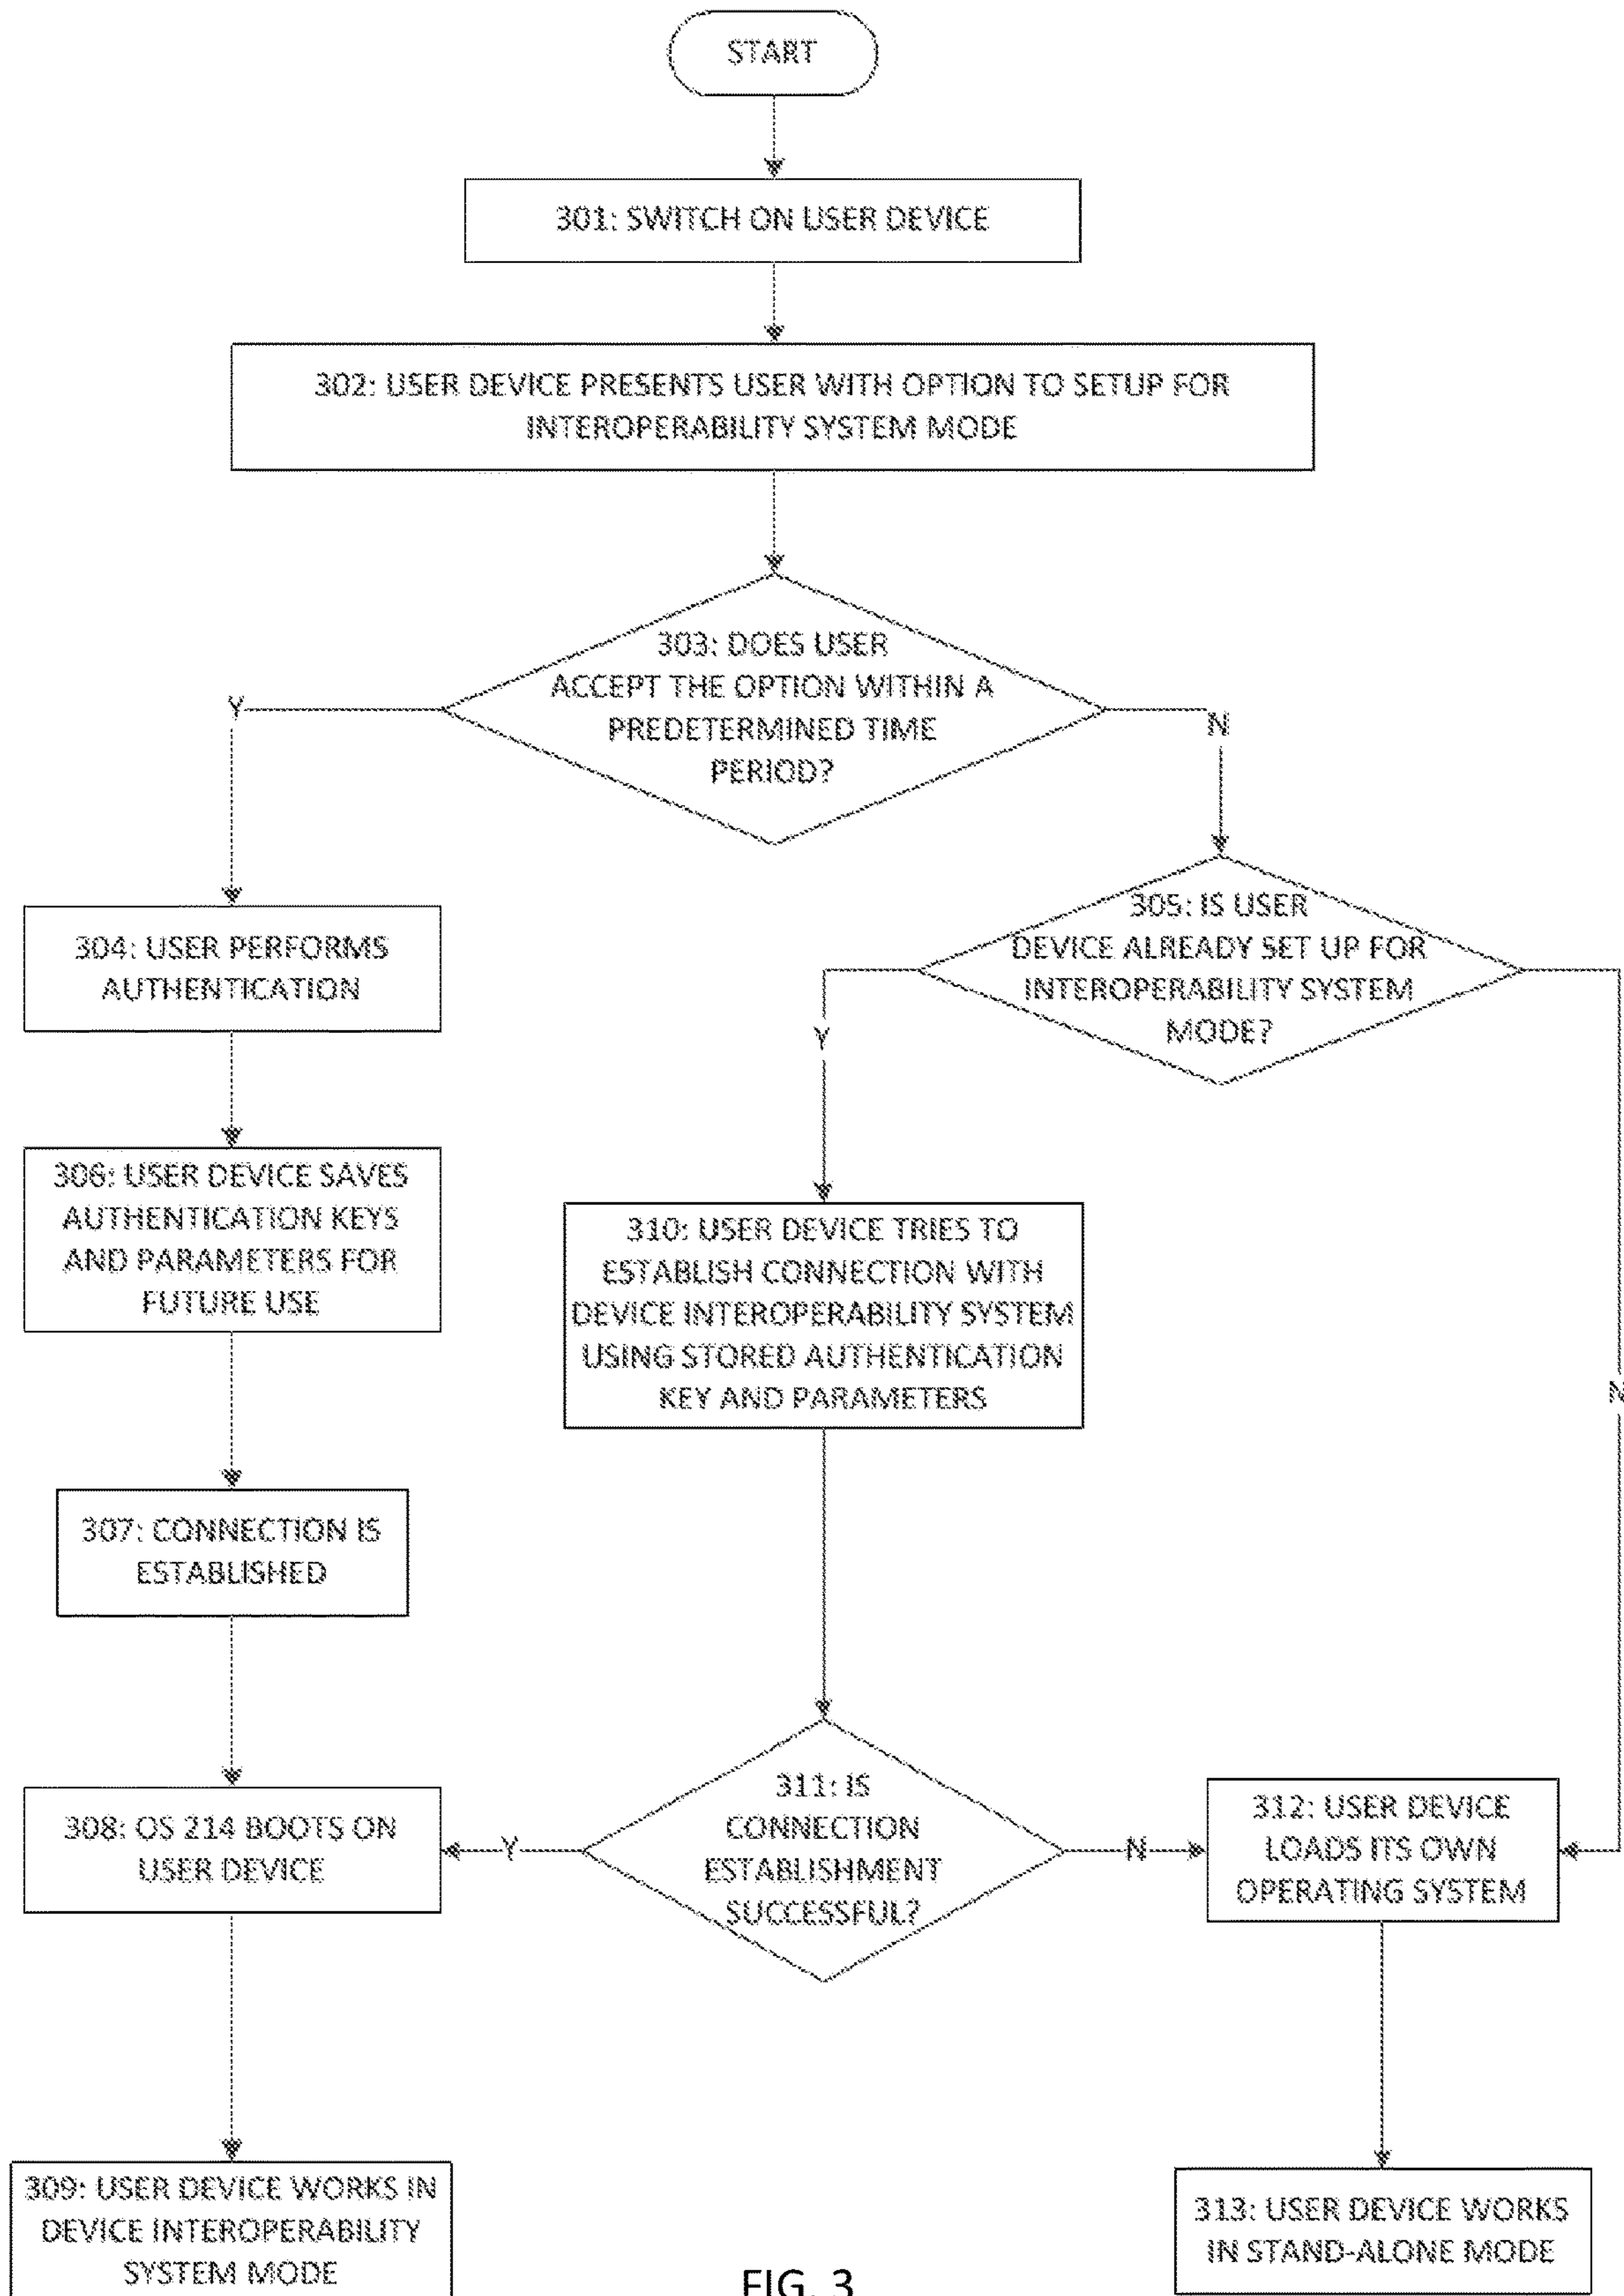 START
301: SWITCH ON USER DEVICE
302: USER DEVICE PRESENTS USER WITH OPTION TO SETUP FOR
INTEROPERABILITY SYSTEM MODE
303: DOES USER
ACCEPT THE OPTION WITHIN A
PREDETERMINED TIME
PERIOD?
Y
N
304: USER PERFORMS
AUTHENTICATION
305: IS USER
DEVICE ALREADY SET UP FOR
INTEROPERABILITY SYSTEM
MODE?
Y
N
306: USER DEVICE SAVES
AUTHENTICATION KEYS
AND PARAMETERS FOR
FUTURE USE
310: USER DEVICE TRIES TO
ESTABLISH CONNECTION WITH
DEVICE INTEROPERABILITY SYSTEM
USING STORED AUTHENTICATION
KEY AND PARAMETERS
307: CONNECTION IS
ESTABLISHED
308: OS 214 BOOTS ON
USER DEVICE
Y
311: IS
CONNECTION
ESTABLISHMENT
SUCCESSFUL?
N
312: USER DEVICE
LOADS ITS OWN
OPERATING SYSTEM
309: USER DEVICE WORKS IN
DEVICE INTEROPERABILITY
SYSTEM MODE
313: USER DEVICE WORKS
IN STAND-ALONE MODE
FIG. 3